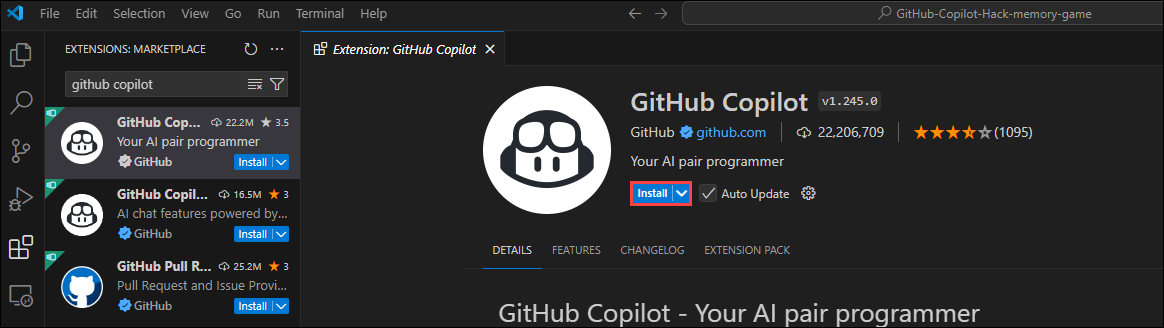 File Edit Selection View Go Run Terminal Help
GitHub-Copilot-Hack-memory-game
EXTENSIONS: MARKETPLACE
github copilot
GitHub Cop... 22.2M 3.5
Your AI pair programmer
GitHub Install
GitHub Copil... 16.5M 3
AI chat features powered by...
GitHub Install
GitHub Pull R... 25.2M 3
Pull Request and Issue Provi...
GitHub Install
Extension: GitHub Copilot
GitHub Copilot v1.245.0
GitHub github.com 22,206,709 (1095)
Your AI pair programmer
Install Auto Update
DETAILS FEATURES CHANGELOG EXTENSION PACK
GitHub Copilot - Your AI pair programmer